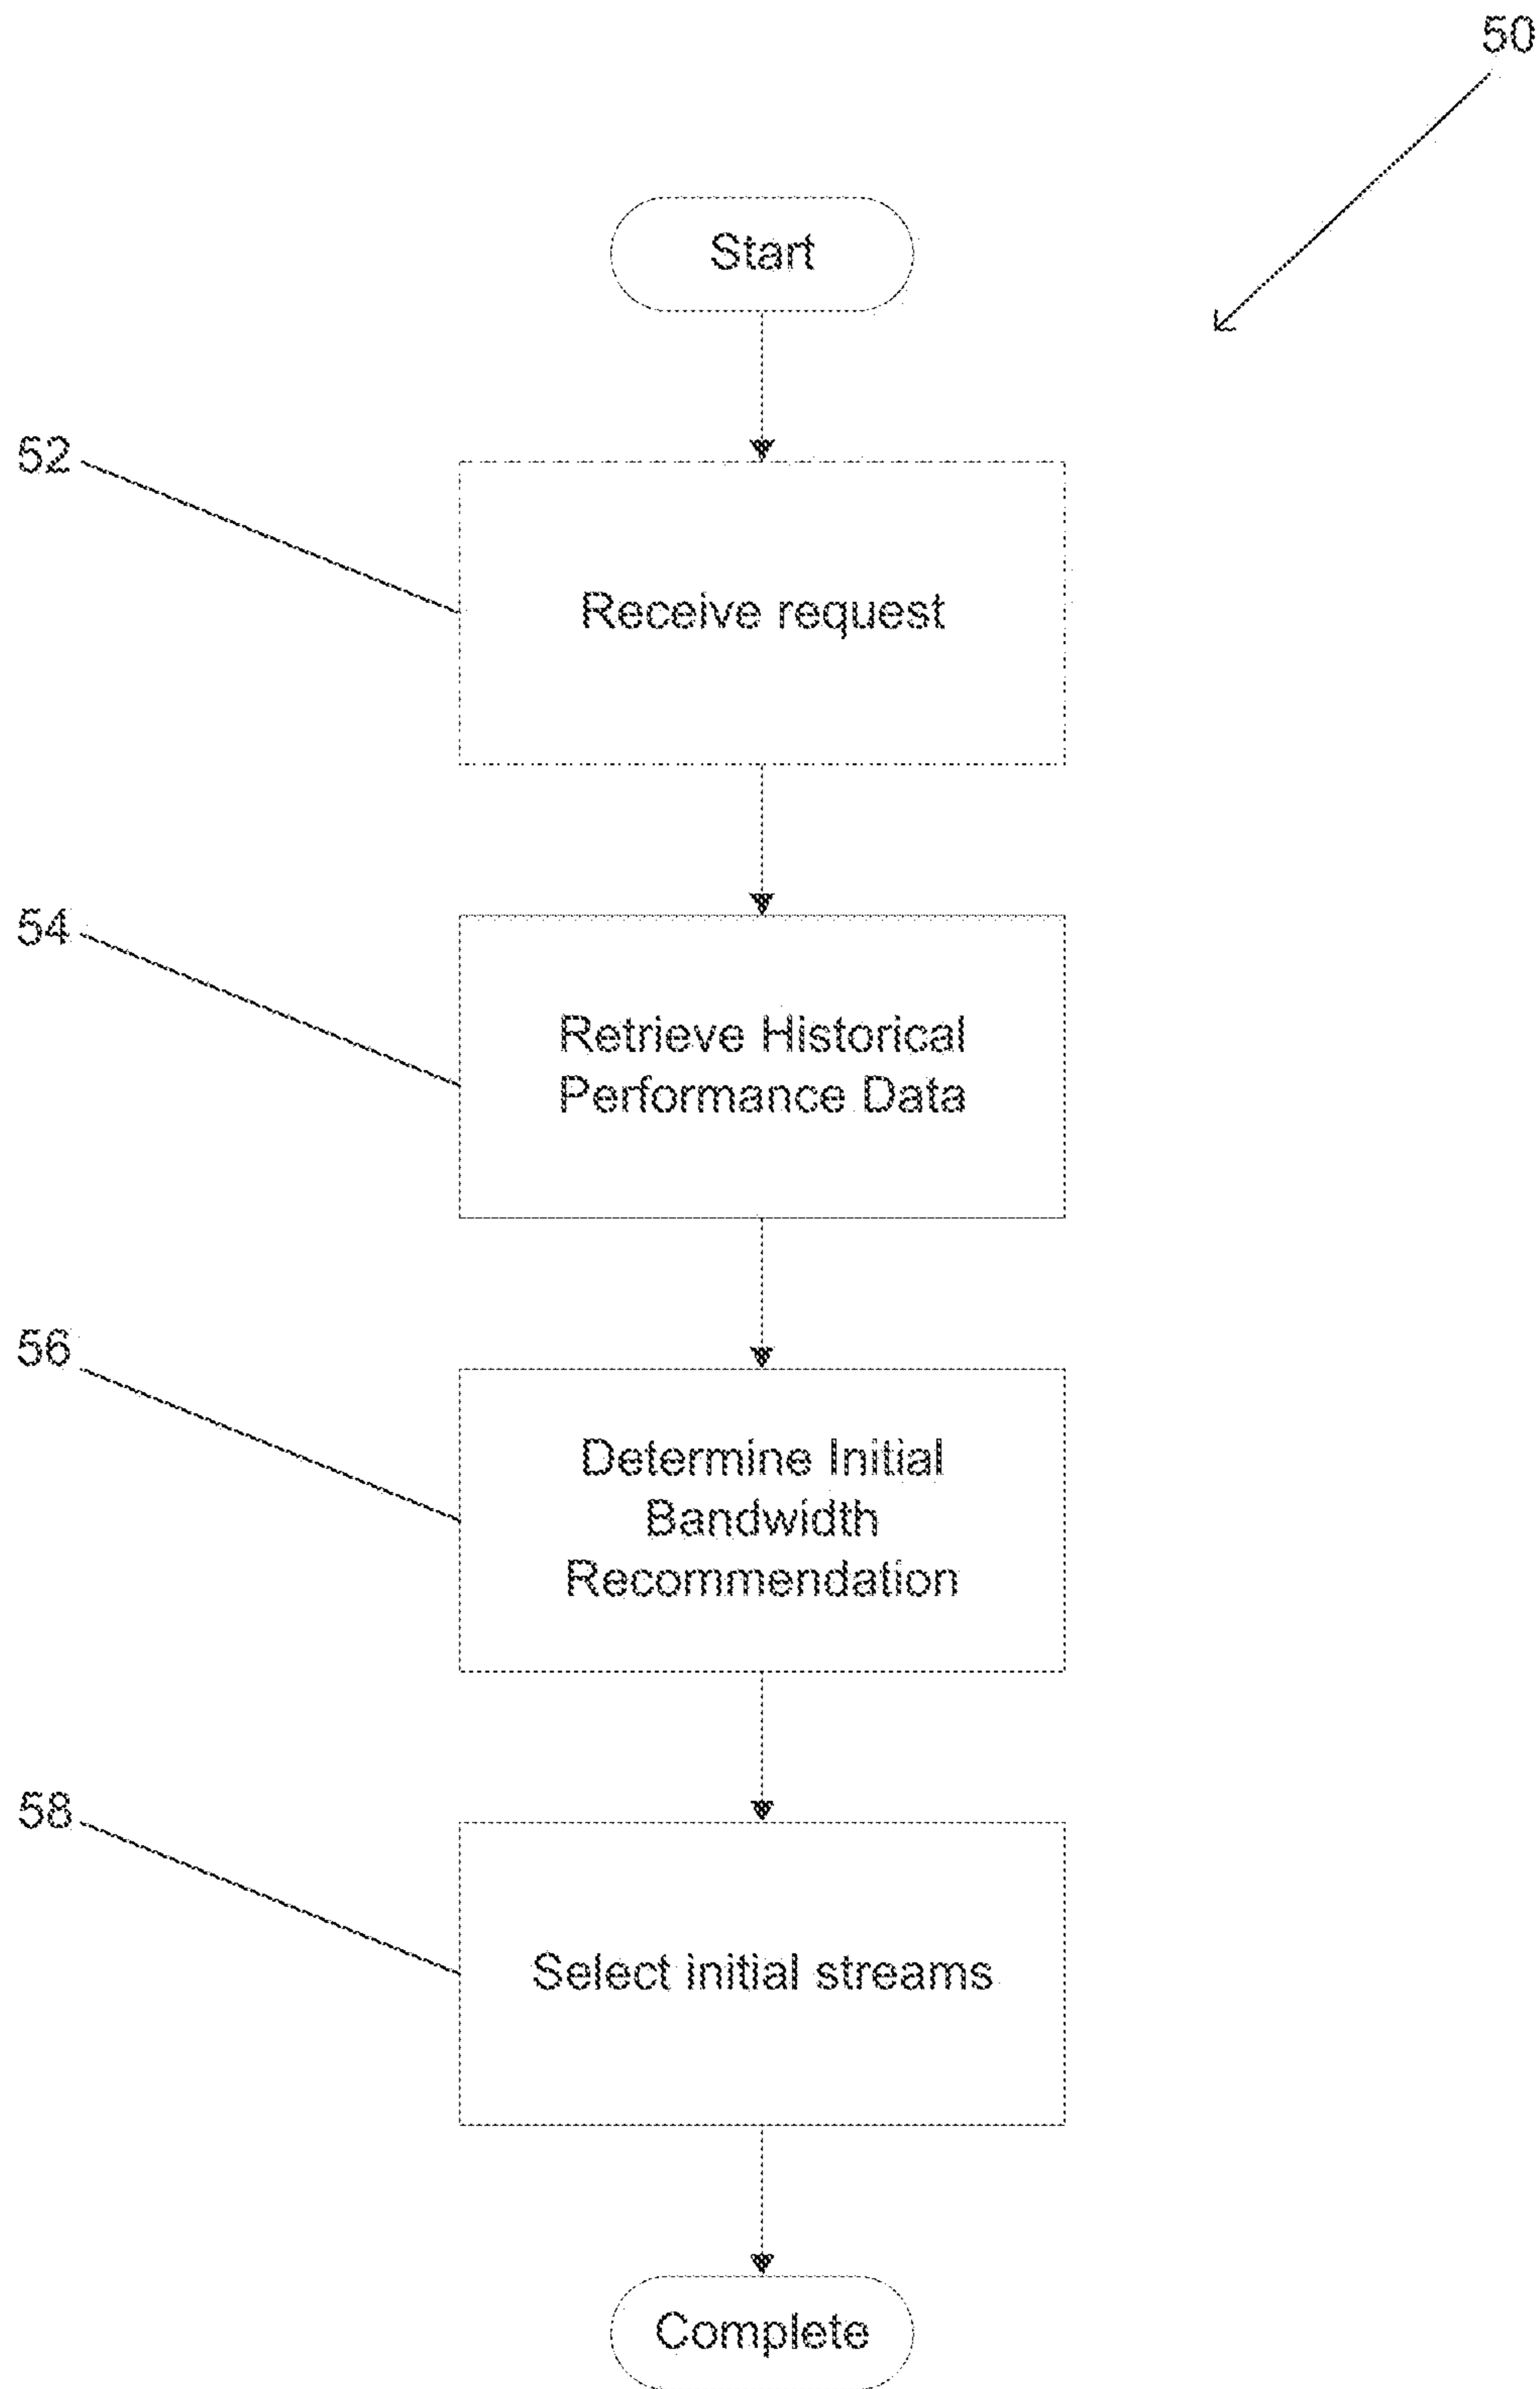 50
Start
52
Receive request
54
Retrieve Historical
Performance Data
56
Determine Initial
Bandwidth
Recommendation
58
Select initial streams
Complete